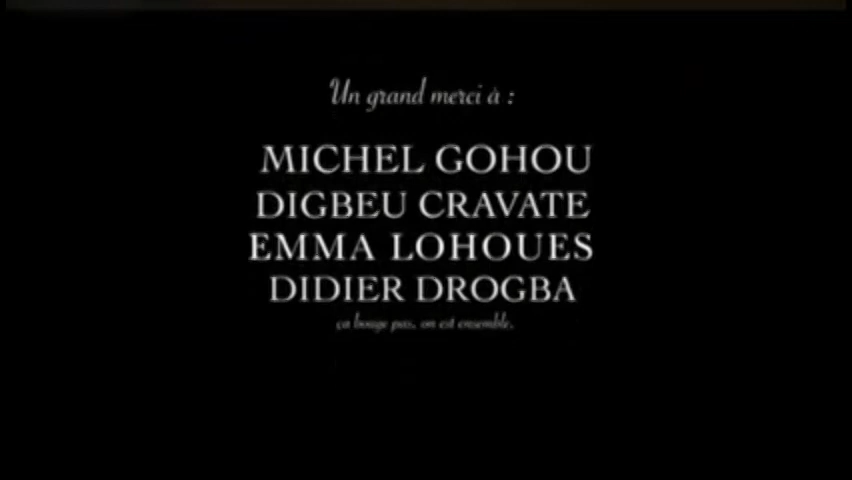 Un grand merci à :
MICHEL GOHOU
DIGBEU CRAVATE
EMMA LOHOUES
DIDIER DROGBA
ça bouge pas, on est ensemble.